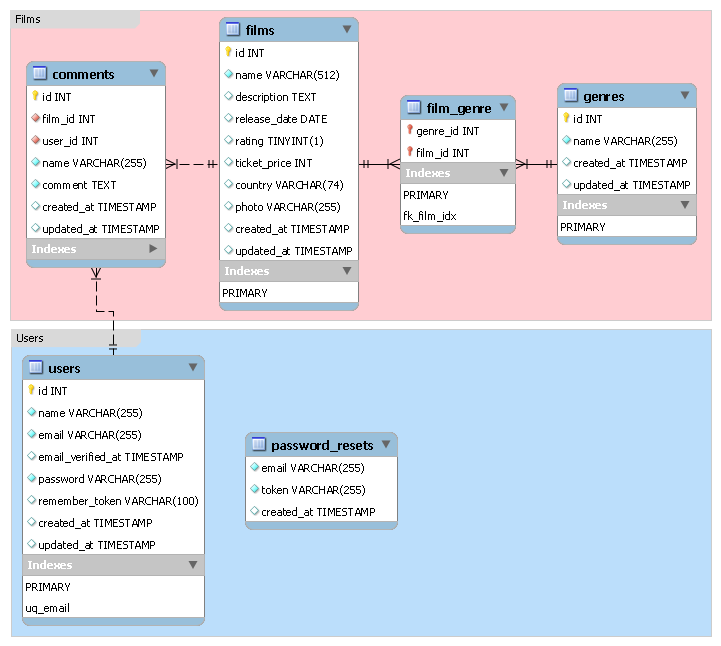 Films
comments
id INT
film_id INT
user_id INT
name VARCHAR(255)
comment TEXT
created_at TIMESTAMP
updated_at TIMESTAMP
Indexes
films
id INT
name VARCHAR(512)
description TEXT
release_date DATE
rating TINYINT(1)
ticket_price INT
country VARCHAR(74)
photo VARCHAR(255)
created_at TIMESTAMP
updated_at TIMESTAMP
Indexes
PRIMARY
film_genre
genre_id INT
film_id INT
Indexes
PRIMARY
fk_film_idx
genres
id INT
name VARCHAR(255)
created_at TIMESTAMP
updated_at TIMESTAMP
Indexes
PRIMARY
Users
users
id INT
name VARCHAR(255)
email VARCHAR(255)
email_verified_at TIMESTAMP
password VARCHAR(255)
remember_token VARCHAR(100)
created_at TIMESTAMP
updated_at TIMESTAMP
Indexes
PRIMARY
uq_email
password_resets
email VARCHAR(255)
token VARCHAR(255)
created_at TIMESTAMP